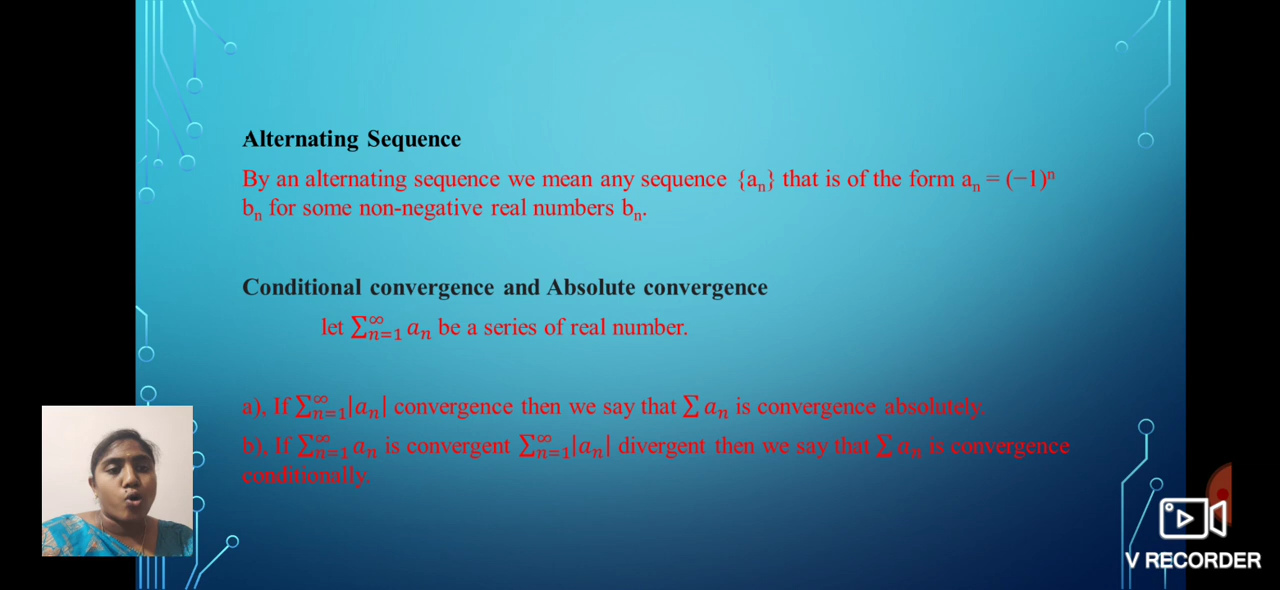 Alternating Sequence
By an alternating sequence we mean any sequence {aₙ} that is of the form aₙ = (−1)ⁿ
bₙ for some non-negative real numbers bₙ.
Conditional convergence and Absolute convergence
let ∑ₙ₌₁^∞ aₙ be a series of real number.
a), If ∑ₙ₌₁^∞|aₙ| convergence then we say that ∑ aₙ is convergence absolutely.
b), If ∑ₙ₌₁^∞ aₙ is convergent ∑ₙ₌₁^∞|aₙ| divergent then we say that ∑ aₙ is convergence
conditionally.
V RECORDER